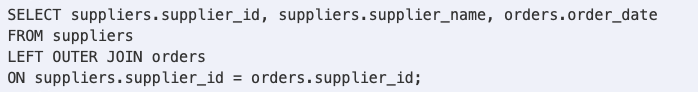 SELECT suppliers.supplier_id, suppliers.supplier_name, orders.order_date
FROM suppliers
LEFT OUTER JOIN orders
ON suppliers.supplier_id = orders.supplier_id;